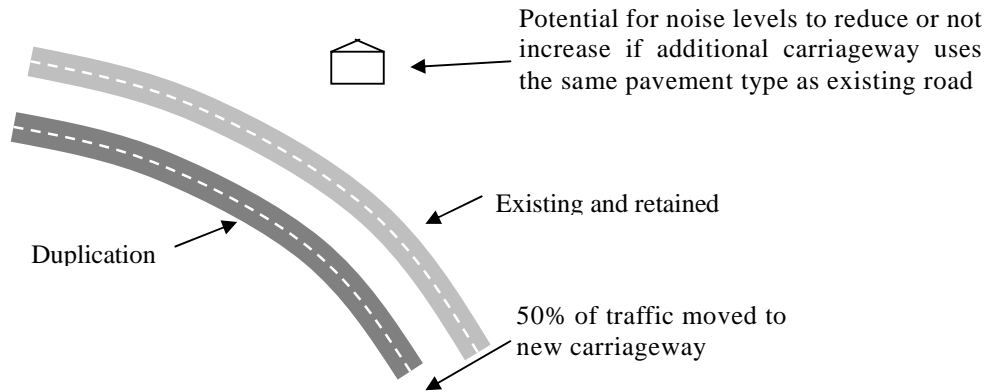 Potential for noise levels to reduce or not
increase if additional carriageway uses
the same pavement type as existing road
Existing and retained
Duplication
50% of traffic moved to
new carriageway